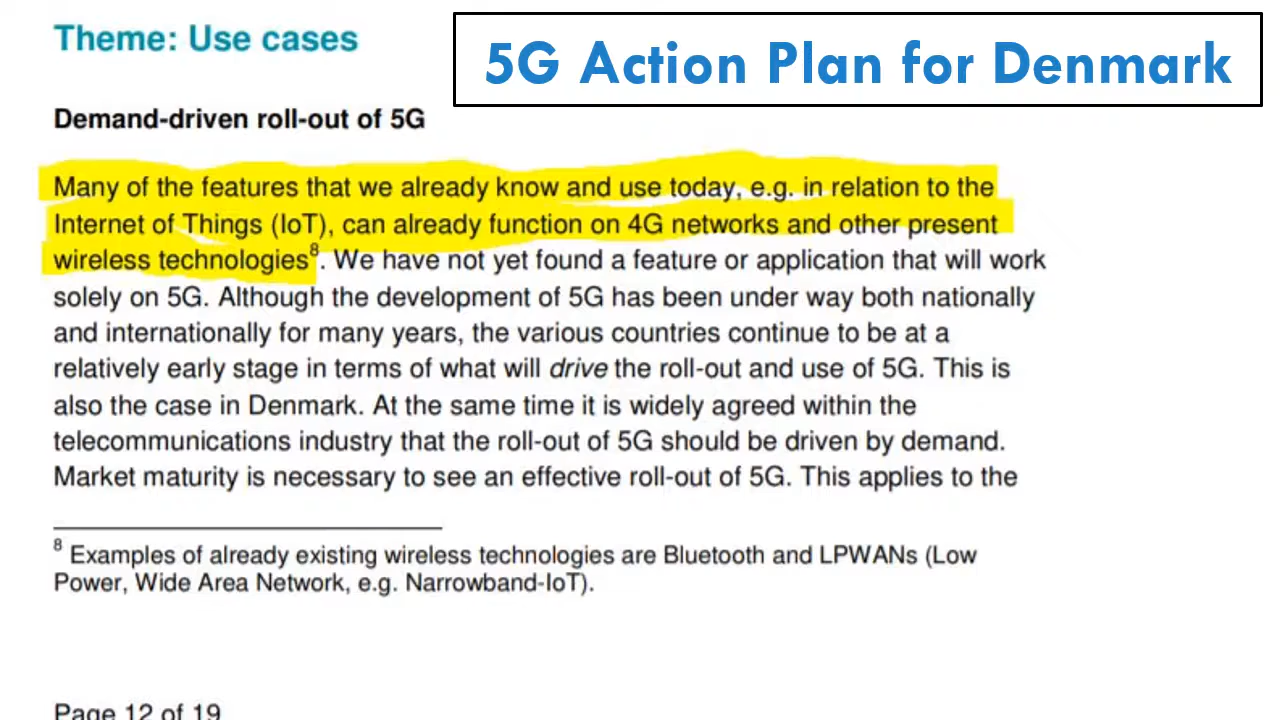 Theme: Use cases
5G Action Plan for Denmark
Demand-driven roll-out of 5G
Many of the features that we already know and use today, e.g. in relation to the
Internet of Things (IoT), can already function on 4G networks and other present
wireless technologies⁸. We have not yet found a feature or application that will work
solely on 5G. Although the development of 5G has been under way both nationally
and internationally for many years, the various countries continue to be at a
relatively early stage in terms of what will drive the roll-out and use of 5G. This is
also the case in Denmark. At the same time it is widely agreed within the
telecommunications industry that the roll-out of 5G should be driven by demand.
Market maturity is necessary to see an effective roll-out of 5G. This applies to the
⁸ Examples of already existing wireless technologies are Bluetooth and LPWANs (Low
Power, Wide Area Network, e.g. Narrowband-IoT).
Page 12 of 19